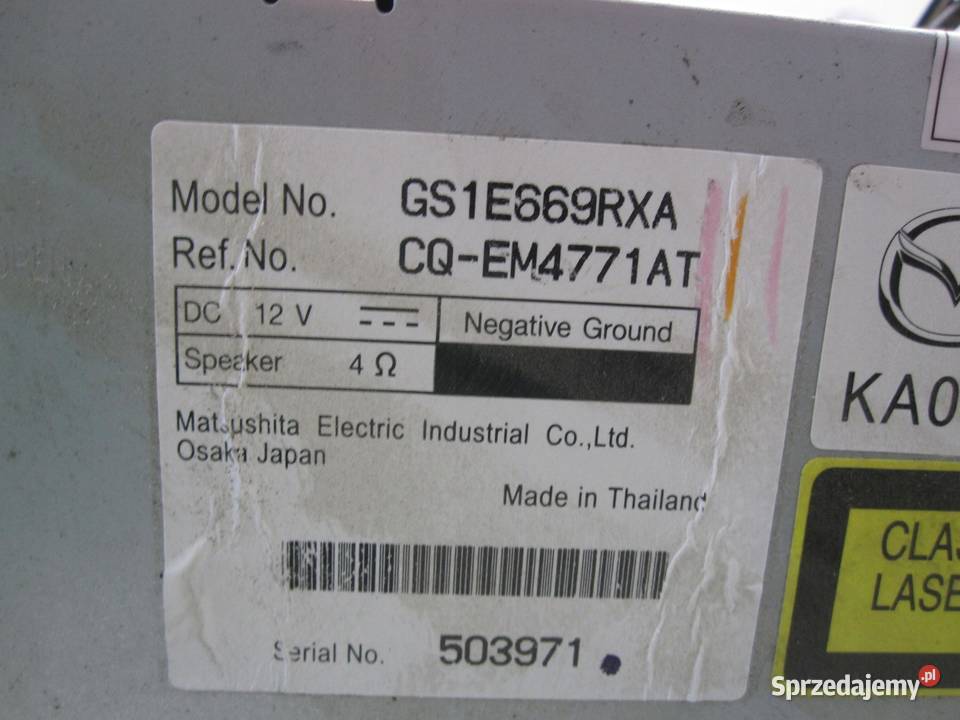 Model No. GS1E669RXA
Ref. No. CQ-EM4771AT
DC 12 V
Negative Ground
Speaker 4 Ω
Matsushita Electric Industrial Co.,Ltd.
Osaka Japan
Made in Thailand
Serial No. 503971
KA0
CLAS
LASE
Sprzedajemy.pl